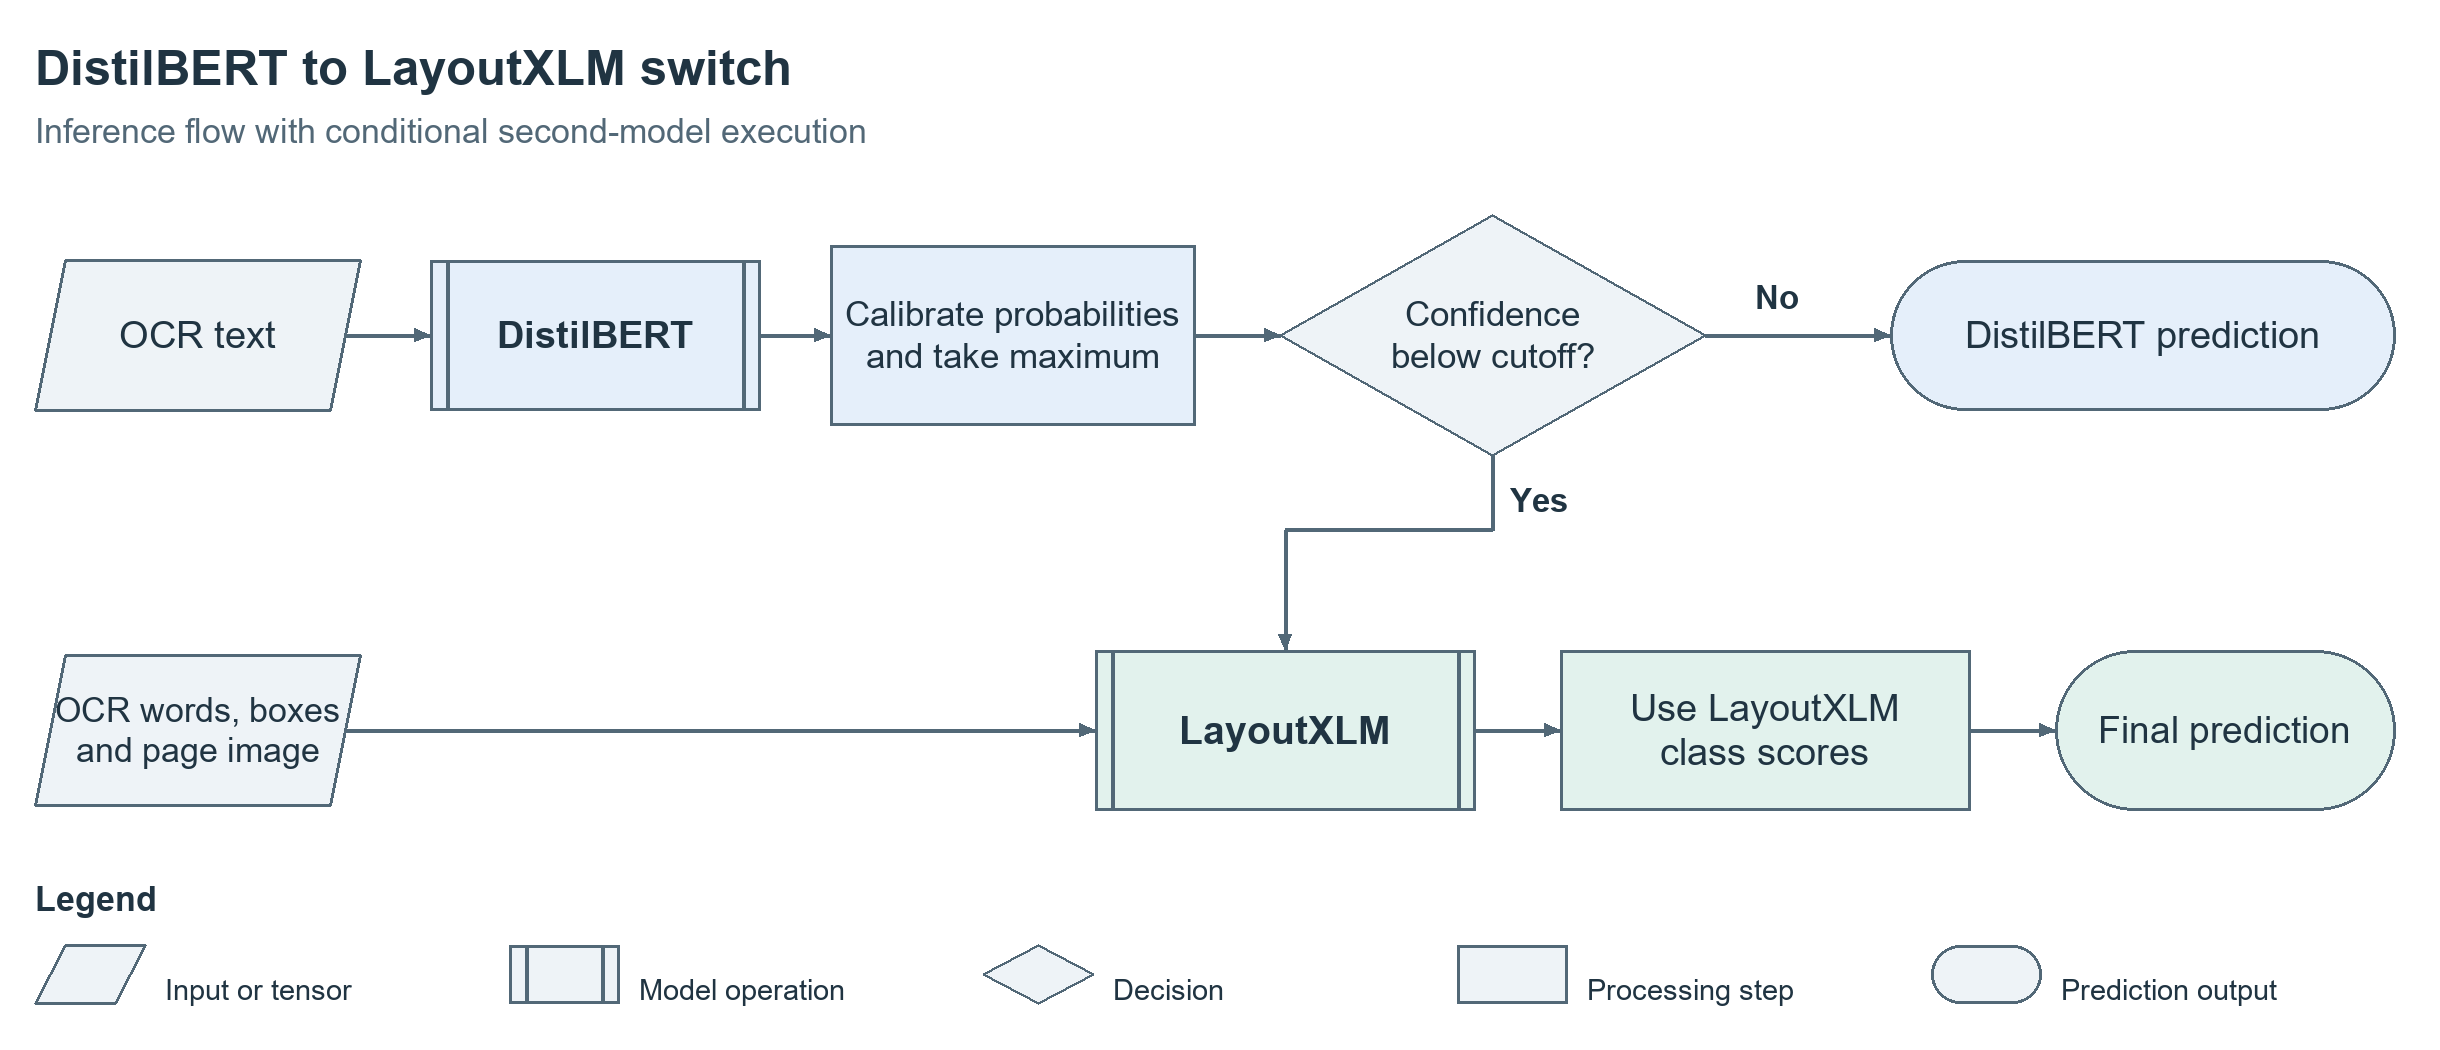 DistilBERT to LayoutXLM switch
Inference flow with conditional second-model execution
OCR text
DistilBERT
Calibrate probabilities
and take maximum
Confidence
below cutoff?
No
DistilBERT prediction
Yes
OCR words, boxes
and page image
LayoutXLM
Use LayoutXLM
class scores
Final prediction
Legend
Input or tensor
Model operation
Decision
Processing step
Prediction output